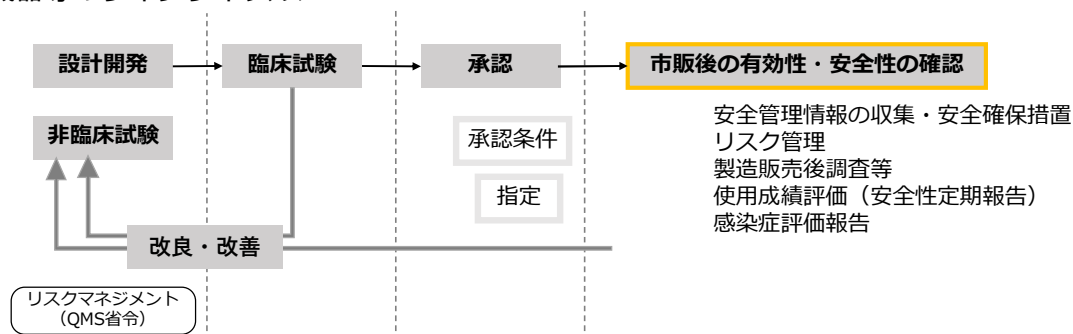 設計開発
臨床試験
承認
市販後の有効性・安全性の確認
非臨床試験
承認条件
指定
安全管理情報の収集・安全確保措置
リスク管理
製造販売後調査等
使用成績評価（安全性定期報告）
感染症評価報告
改良・改善
リスクマネジメント
（QMS省令）